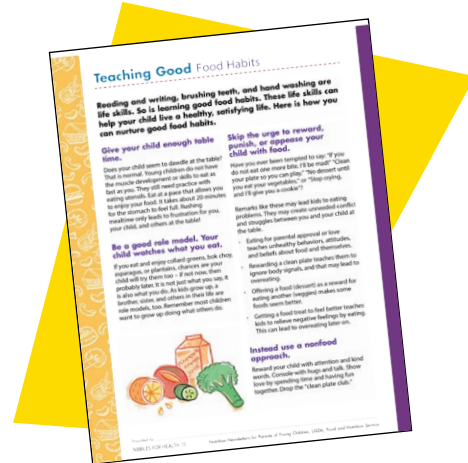 Teaching Good Food Habits
Reading and writing, brushing teeth, and hand washing are
life skills. So is learning good food habits. These life skills can
help your child live a healthy, satisfying life. Here is how you
can nurture good food habits.
Give your child enough table
time.
Does your child seem to dawdle at the table?
That is normal. Young children do not have
the muscle development or skills to eat as
fast as you. They still need practice with
eating utensils. Eat at a pace that allows you
to enjoy your food. It takes about 20 minutes
for the stomach to feel full. Rushing
mealtime only leads to frustration for you,
your child, and others at the table!
Be a good role model. Your
child watches what you eat.
If you eat and enjoy collard greens, bok choy,
asparagus, or plantains, chances are your
child will try them too – if not now, then
probably later. It is not just what you say, it
is also what you do. As kids grow up, a
brother, sister, and others in their life are
role models, too. Remember most children
want to grow up doing what others do.
Skip the urge to reward,
punish, or appease your
child with food.
Have you ever been tempted to say: "If you
do not eat one more bite, I'll be mad!" "Clean
your plate so you can play." "No dessert until
you eat your vegetables," or "Stop crying,
and I'll give you a cookie"?
Remarks like these may lead kids to eating
problems. They may create unneeded conflict
and struggles between you and your child at
the table.
• Eating for parental approval or love
teaches unhealthy behaviors, attitudes,
and beliefs about food and themselves.
• Rewarding a clean plate teaches them to
ignore body signals, and that may lead to
overeating.
• Offering a food (dessert) as a reward for
eating another (veggies) makes some
foods seem better.
• Getting a food treat to feel better teaches
kids to relieve negative feelings by eating.
This can lead to overeating later-on.
Instead use a nonfood
approach.
Reward your child with attention and kind
words. Console with hugs and talk. Show
love by spending time and having fun
together. Drop the "clean plate club."
Provided by
NIBBLES FOR HEALTH Nutrition Newsletters for Parents of Young Children, USDA, Food and Nutrition Service